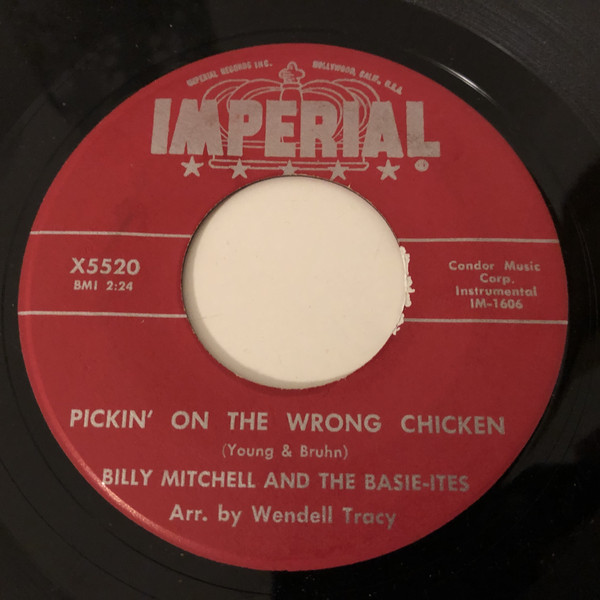 IMPERIAL RECORDS INC. HOLLYWOOD, CALIF., U.S.A.
IMPERIAL
X5520
BMI 2:24
Condor Music
Corp.
Instrumental
IM-1606
PICKIN' ON THE WRONG CHICKEN
(Young & Bruhn)
BILLY MITCHELL AND THE BASIE-ITES
Arr. by Wendell Tracy